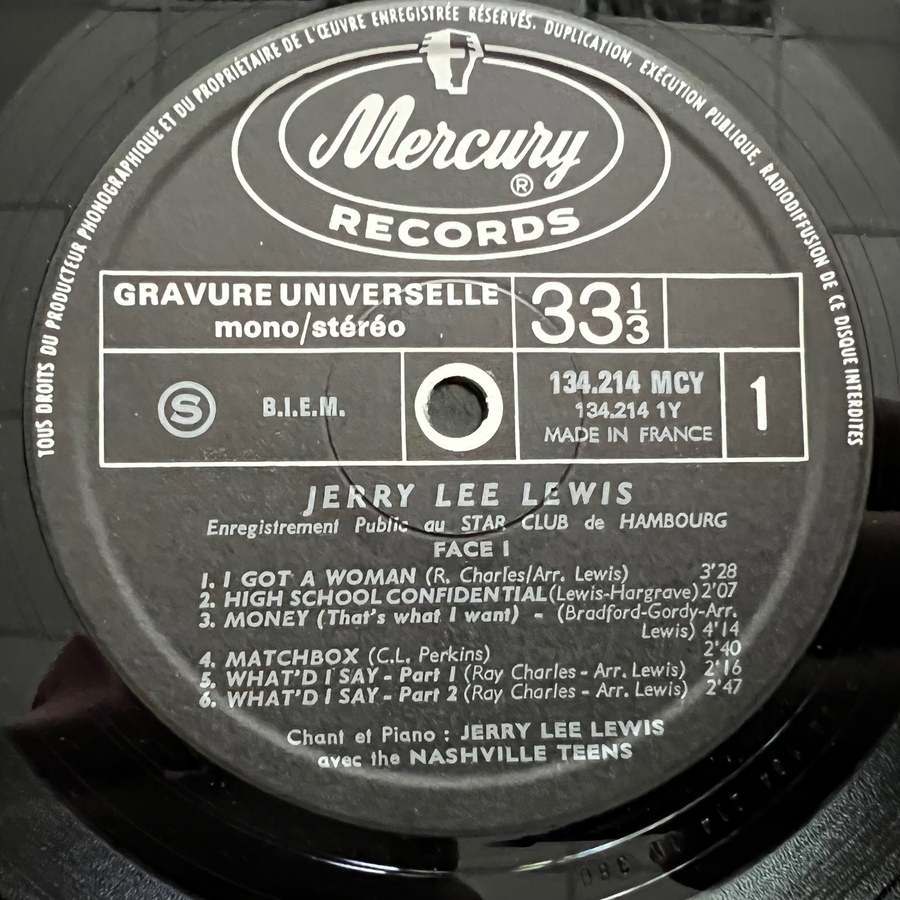 TOUS DROITS DU PRODUCTEUR PHONOGRAPHIQUE ET DU PROPRIÉTAIRE DE L'ŒUVRE ENREGISTRÉE RÉSERVÉS. DUPLICATION, EXÉCUTION PUBLIQUE, RADIODIFFUSION DE CE DISQUE INTERDITES
Mercury ®
RECORDS
GRAVURE UNIVERSELLE
mono/stéréo
33⅓
S
B.I.E.M.
134.214 MCY
134.214 1Y
MADE IN FRANCE
1
JERRY LEE LEWIS
Enregistrement Public au STAR CLUB de HAMBOURG
FACE I
1. I GOT A WOMAN (R. Charles/Arr. Lewis) 3'28
2. HIGH SCHOOL CONFIDENTIAL (Lewis-Hargrave) 2'07
3. MONEY (That's what I want) - (Bradford-Gordy-Arr.
Lewis) 4'14
4. MATCHBOX (C.L. Perkins) 2'40
5. WHAT'D I SAY - Part 1 (Ray Charles - Arr. Lewis) 2'16
6. WHAT'D I SAY - Part 2 (Ray Charles - Arr. Lewis) 2'47
Chant et Piano : JERRY LEE LEWIS
avec the NASHVILLE TEENS